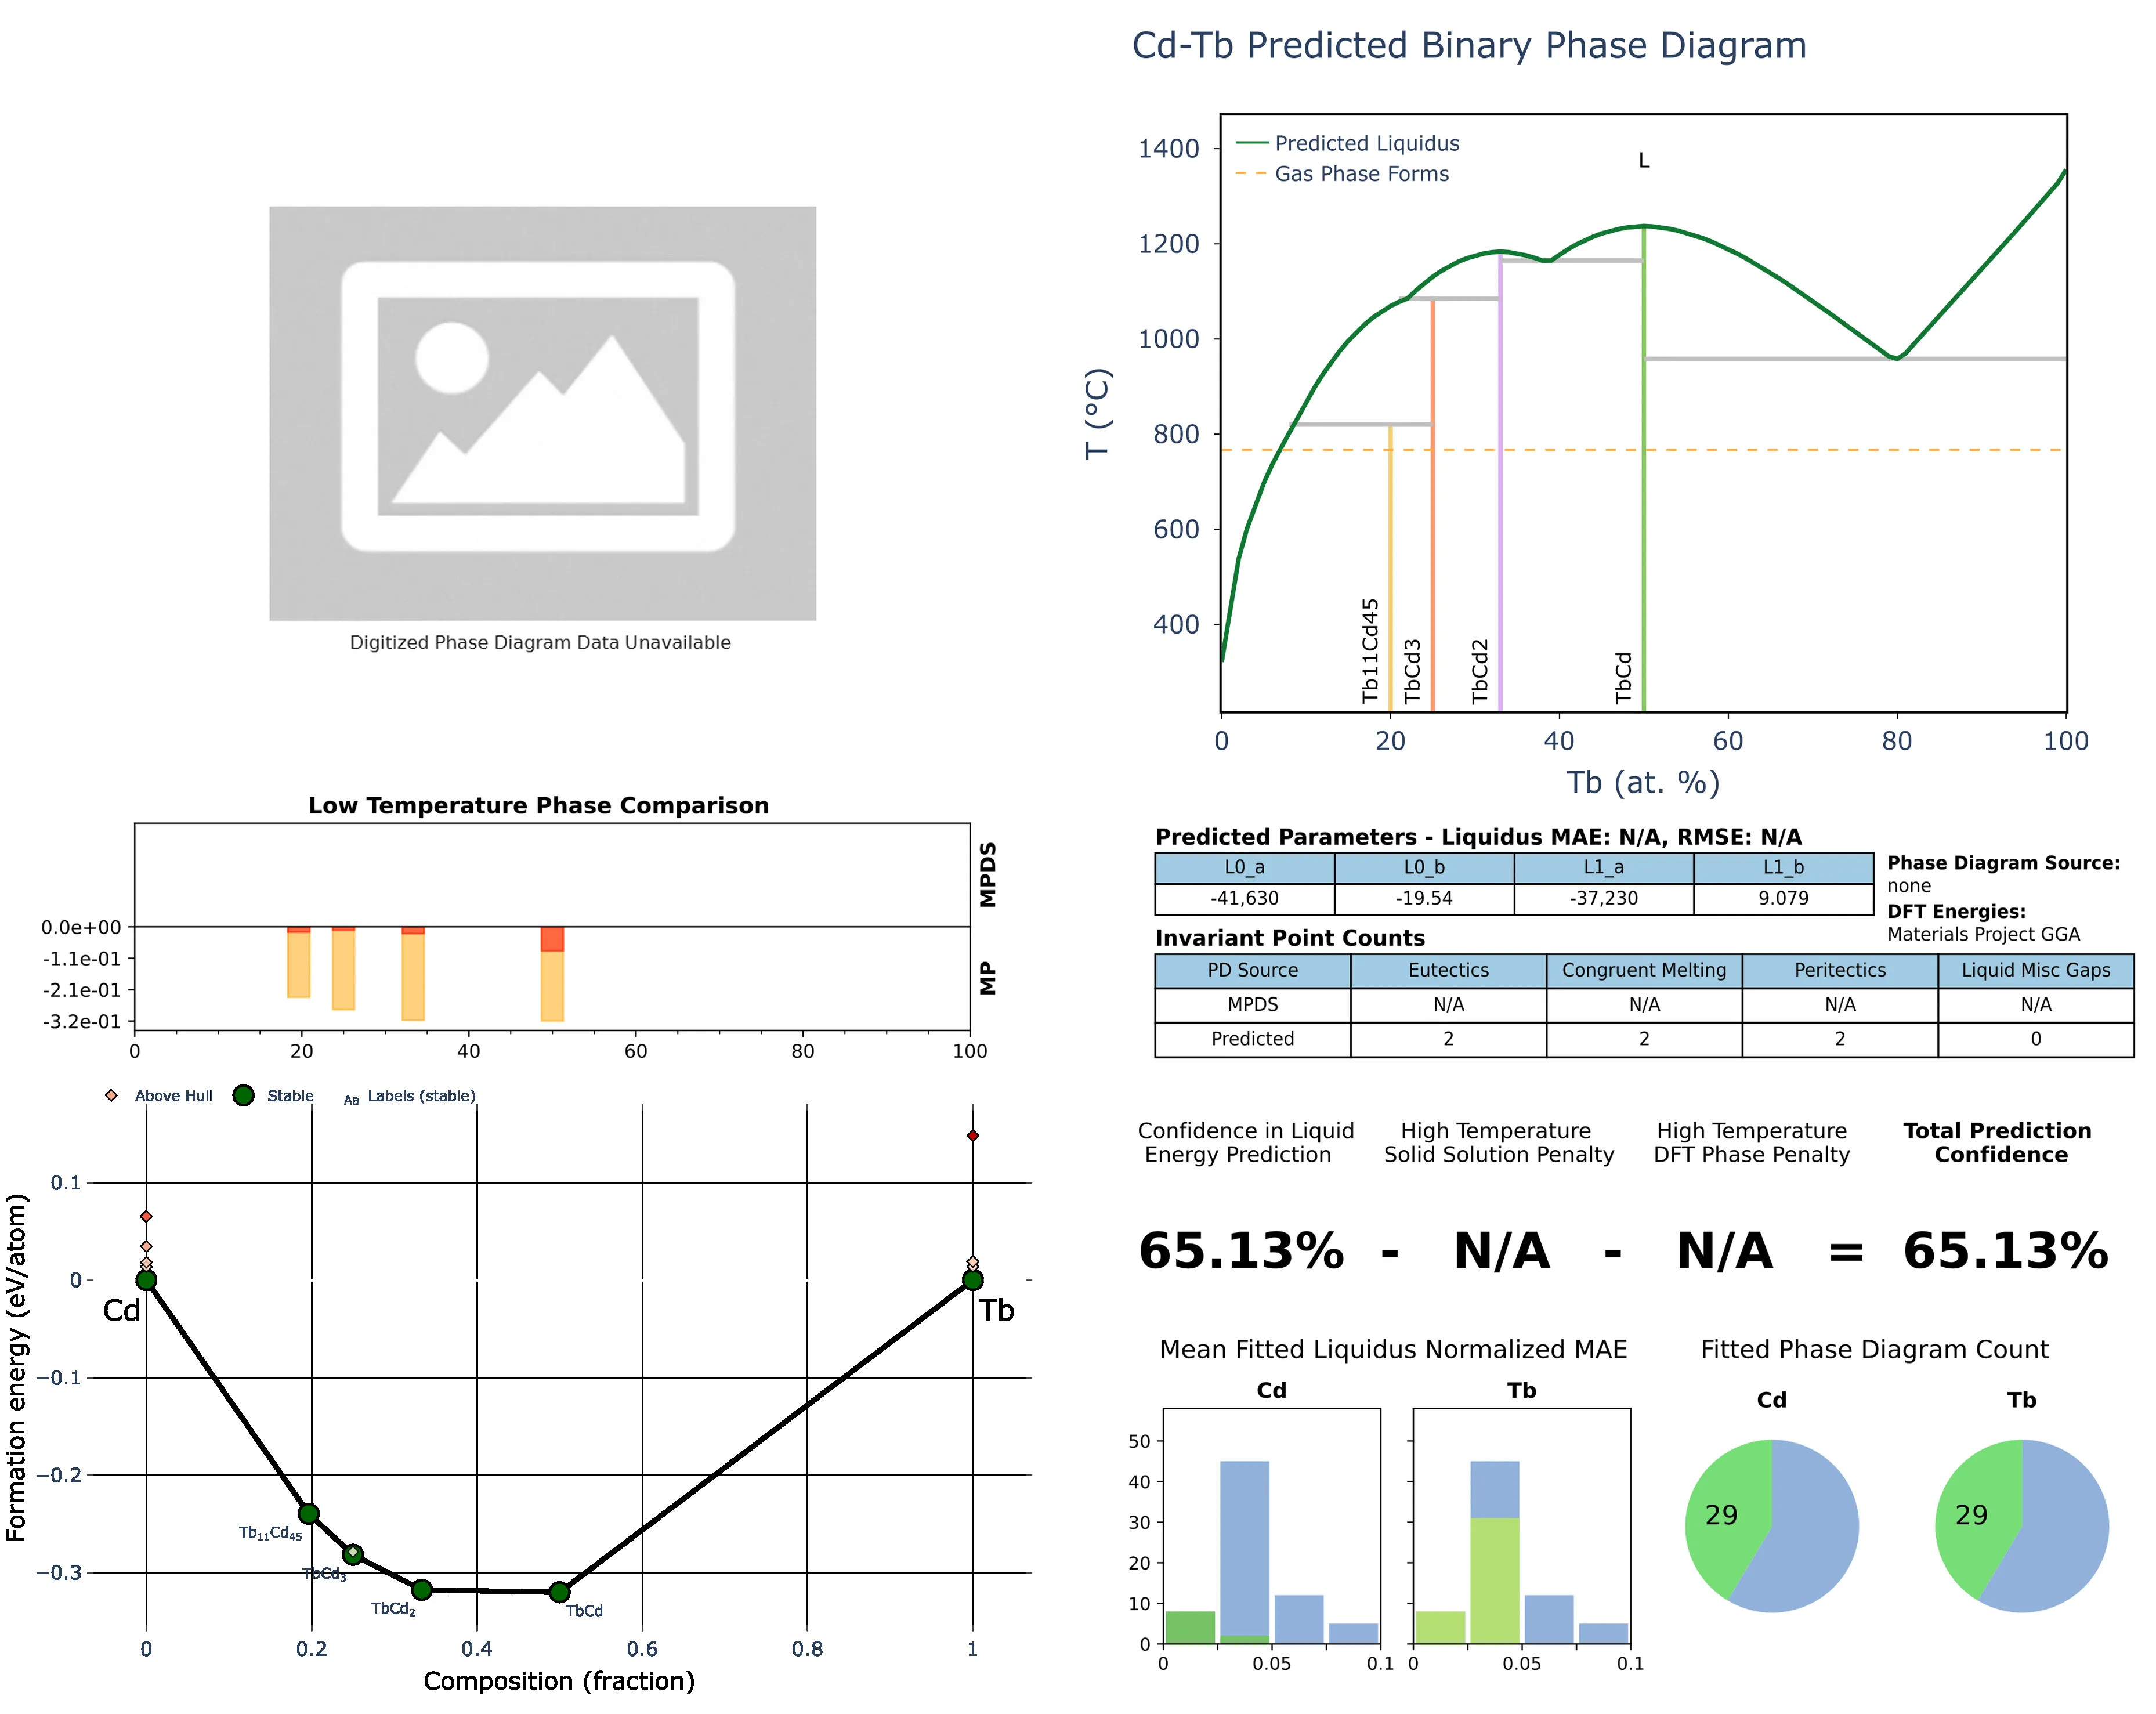 Cd-Tb Predicted Binary Phase Diagram
Predicted Liquidus
Gas Phase Forms
L
1400
1200
1000
800
600
400
T (°C)
Tb11Cd45
TbCd3
TbCd2
TbCd
0 20 40 60 80 100
Tb (at. %)
Digitized Phase Diagram Data Unavailable
Low Temperature Phase Comparison
MPDS
MP
0.0e+00
-1.1e-01
-2.1e-01
-3.2e-01
0 20 40 60 80 100
Predicted Parameters - Liquidus MAE: N/A, RMSE: N/A
L0_a L0_b L1_a L1_b
-41,630 -19.54 -37,230 9.079
Phase Diagram Source:
none
DFT Energies:
Materials Project GGA
Invariant Point Counts
PD Source Eutectics Congruent Melting Peritectics Liquid Misc Gaps
MPDS N/A N/A N/A N/A
Predicted 2 2 2 0
Above Hull Stable Aa Labels (stable)
Formation energy (eV/atom)
0.1
0
−0.1
−0.2
−0.3
Cd
Tb
Tb₁₁Cd₄₅
TbCd₃
TbCd₂
TbCd
0 0.2 0.4 0.6 0.8 1
Composition (fraction)
Confidence in Liquid
Energy Prediction
High Temperature
Solid Solution Penalty
High Temperature
DFT Phase Penalty
Total Prediction
Confidence
65.13% - N/A - N/A = 65.13%
Mean Fitted Liquidus Normalized MAE
Cd
Tb
50
40
30
20
10
0
0 0.05 0.1
0 0.05 0.1
Fitted Phase Diagram Count
Cd
Tb
29
29